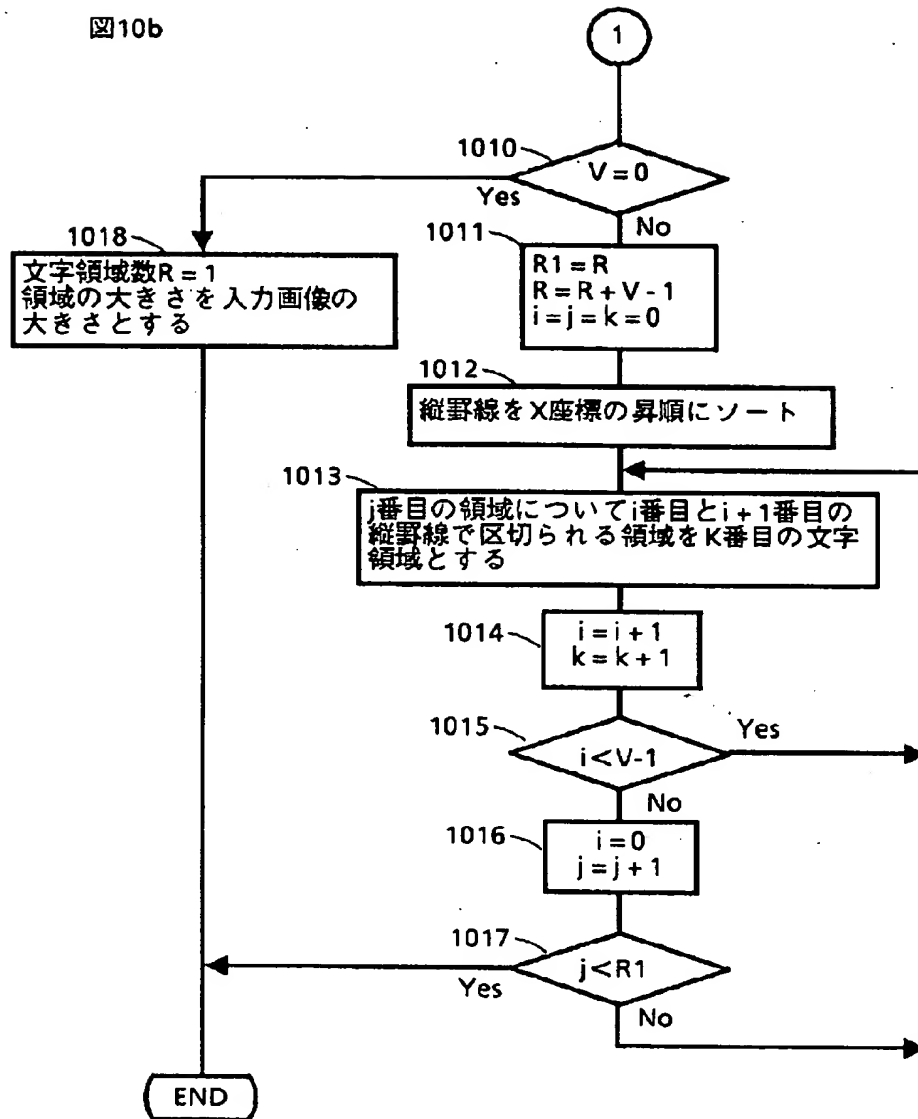 図10b
1
1010
V=0
Yes
No
1018
文字領域数R=1
領域の大きさを入力画像の
大きさとする
1011
R1=R
R=R+V-1
i=j=k=0
1012
縦罫線をX座標の昇順にソート
1013
j番目の領域についてi番目とi+1番目の
縦罫線で区切られる領域をK番目の文字
領域とする
1014
i=i+1
k=k+1
1015
i<V-1
Yes
No
1016
i=0
j=j+1
1017
j<R1
Yes
No
END